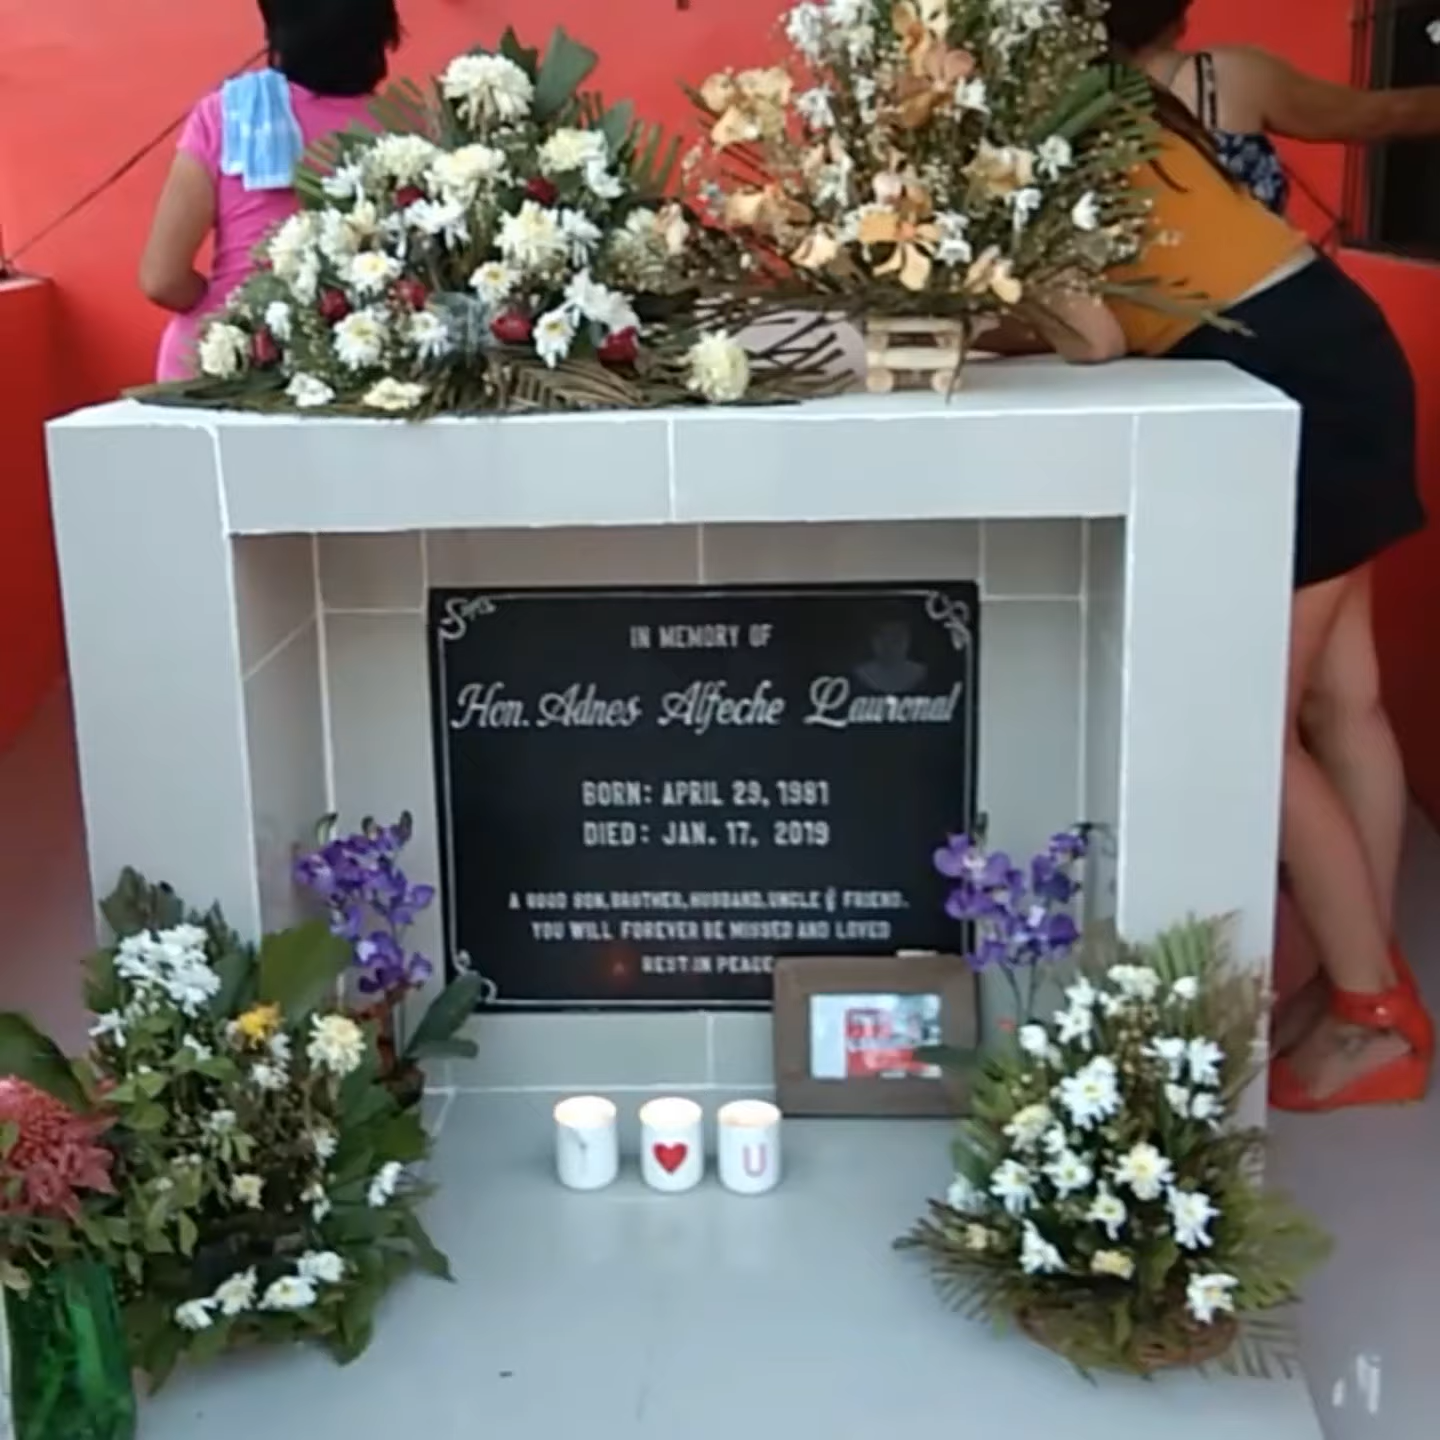 IN MEMORY OF
Hon. Adnes Alfeche Lauronal
BORN: APRIL 29, 1981
DIED: JAN. 17, 2019
A GOOD SON, BROTHER, HUSBAND, UNCLE & FRIEND.
YOU WILL FOREVER BE MISSED AND LOVED
REST IN PEACE
U